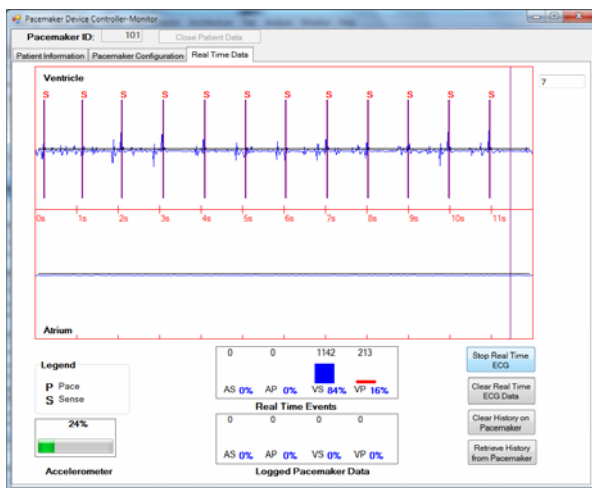 Pacemaker Device Controller-Monitor
Pacemaker ID: 101 Close Patient Data
Patient Information Pacemaker Configuration Real Time Data
Ventricle
7
S S S S S S S S S S S S
0s 1s 2s 3s 4s 5s 6s 7s 8s 9s 10s 11s
Atrium
Legend
P Pace
S Sense
24%
Accelerometer
0 0 1142 213
AS 0% AP 0% VS 84% VP 16%
Real Time Events
0 0 0 0
AS 0% AP 0% VS 0% VP 0%
Logged Pacemaker Data
Stop Real Time
ECG
Clear Real Time
ECG Data
Clear History on
Pacemaker
Retrieve History
from Pacemaker